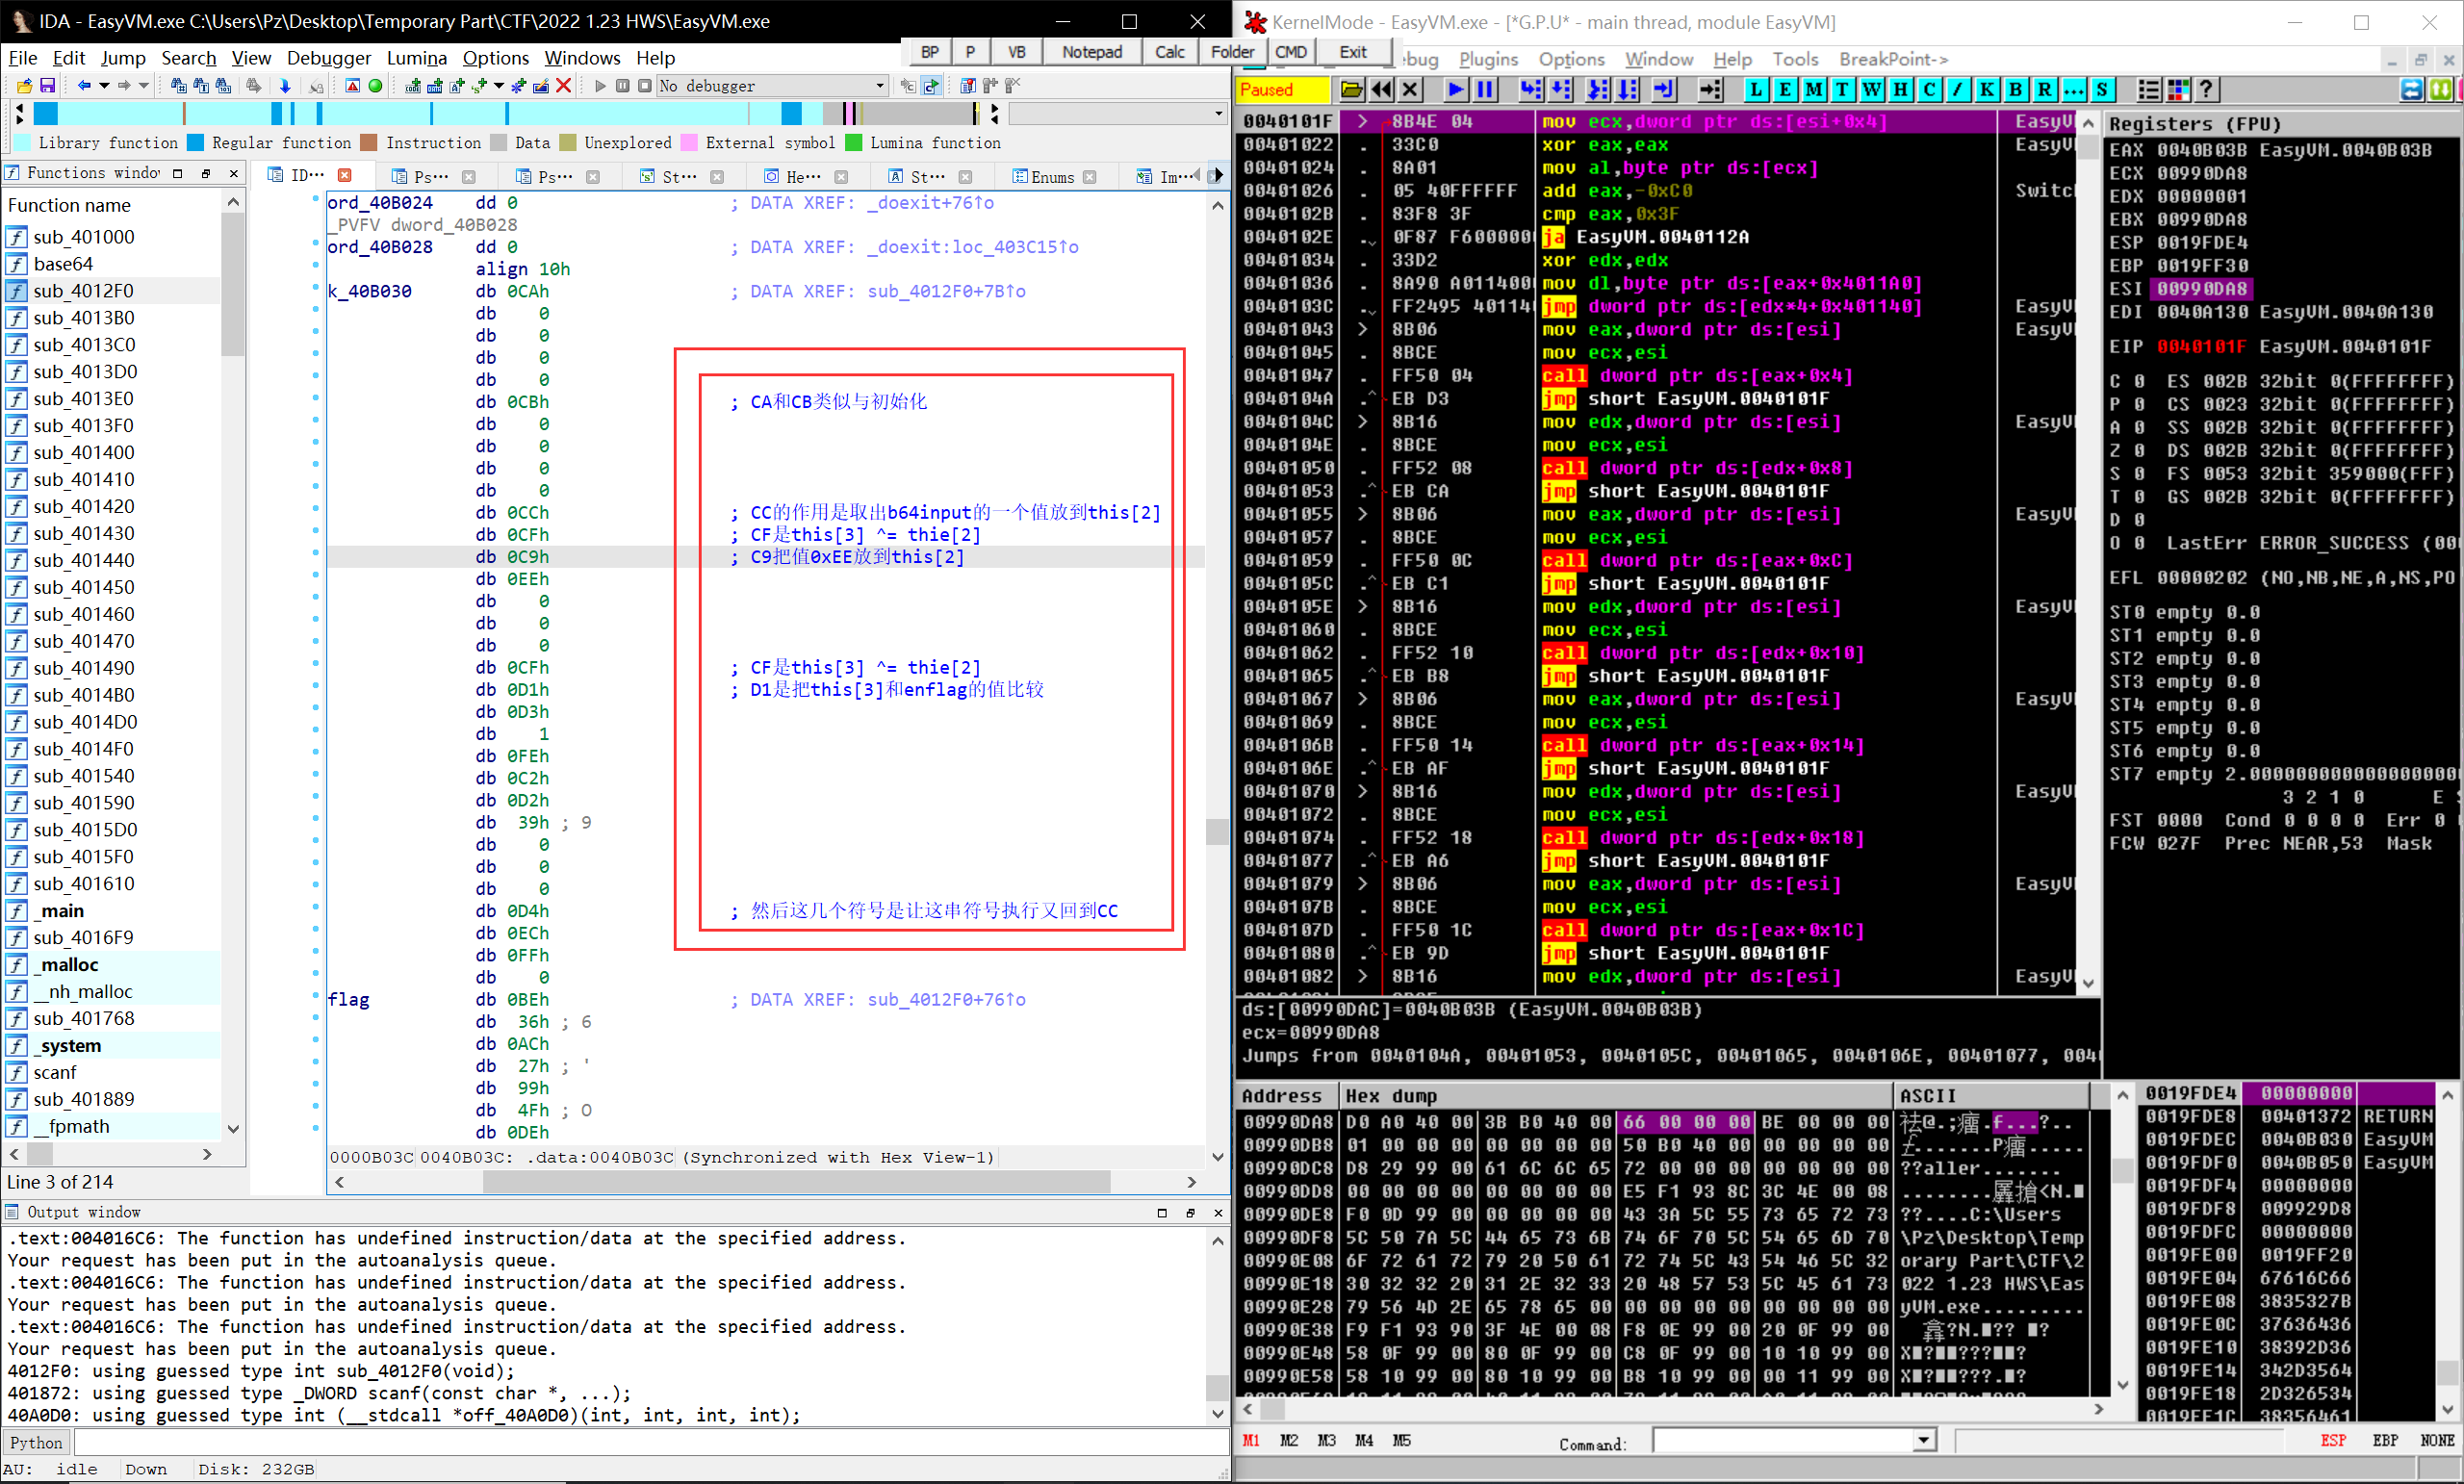 IDA - EasyVM.exe C:\Users\Pz\Desktop\Temporary Part\CTF\2022 1.23 HWS\EasyVM.exe
File Edit Jump Search View Debugger Lumina Options Windows Help
BP P VB Notepad Calc Folder CMD Exit
No debugger
Library function Regular function Instruction Data Unexplored External symbol Lumina function
Functions window
ID··· Ps··· Ps··· St··· He··· St··· Enums Im···
Function name
sub_401000
base64
sub_4012F0
sub_4013B0
sub_4013C0
sub_4013D0
sub_4013E0
sub_4013F0
sub_401400
sub_401410
sub_401420
sub_401430
sub_401440
sub_401450
sub_401460
sub_401470
sub_401490
sub_4014B0
sub_4014D0
sub_4014F0
sub_401540
sub_401590
sub_4015D0
sub_4015F0
sub_401610
_main
sub_4016F9
_malloc
__nh_malloc
sub_401768
_system
scanf
sub_401889
__fpmath
Line 3 of 214
ord_40B024 dd 0 ; DATA XREF: _doexit+76↑o
_PVFV dword_40B028
ord_40B028 dd 0 ; DATA XREF: _doexit:loc_403C15↑o
align 10h
k_40B030 db 0CAh ; DATA XREF: sub_4012F0+7B↑o
db 0
db 0
db 0
db 0
db 0CBh ; CA和CB类似与初始化
db 0
db 0
db 0
db 0
db 0CCh ; CC的作用是取出b64input的一个值放到this[2]
db 0CFh ; CF是this[3] ^= thie[2]
db 0C9h ; C9把值0xEE放到this[2]
db 0EEh
db 0
db 0
db 0
db 0CFh ; CF是this[3] ^= thie[2]
db 0D1h ; D1是把this[3]和enflag的值比较
db 0D3h
db 1
db 0FEh
db 0C2h
db 0D2h
db 39h ; 9
db 0
db 0
db 0
db 0D4h ; 然后这几个符号是让这串符号执行又回到CC
db 0ECh
db 0FFh
db 0
flag db 0BEh ; DATA XREF: sub_4012F0+76↑o
db 36h ; 6
db 0ACh
db 27h ; '
db 99h
db 4Fh ; O
db 0DEh
0000B03C 0040B03C: .data:0040B03C (Synchronized with Hex View-1)
Output window
.text:004016C6: The function has undefined instruction/data at the specified address.
Your request has been put in the autoanalysis queue.
.text:004016C6: The function has undefined instruction/data at the specified address.
Your request has been put in the autoanalysis queue.
.text:004016C6: The function has undefined instruction/data at the specified address.
Your request has been put in the autoanalysis queue.
4012F0: using guessed type int sub_4012F0(void);
401872: using guessed type _DWORD scanf(const char *, ...);
40A0D0: using guessed type int (__stdcall *off_40A0D0)(int, int, int, int);
Python
AU: idle Down Disk: 232GB
KernelMode - EasyVM.exe - [*G.P.U* - main thread, module EasyVM]
ebug Plugins Options Window Help Tools BreakPoint->
Paused L E M T W H C / K B R ... S ?
0040101F > 8B4E 04 mov ecx,dword ptr ds:[esi+0x4] EasyV
00401022 . 33C0 xor eax,eax EasyV
00401024 . 8A01 mov al,byte ptr ds:[ecx]
00401026 . 05 40FFFFFF add eax,-0xC0 Switc
0040102B . 83F8 3F cmp eax,0x3F
0040102E . 0F87 F600000 ja EasyVM.0040112A
00401034 . 33D2 xor edx,edx
00401036 . 8A90 A011400 mov dl,byte ptr ds:[eax+0x4011A0]
0040103C . FF2495 40114 jmp dword ptr ds:[edx*4+0x401140] EasyV
00401043 > 8B06 mov eax,dword ptr ds:[esi] EasyV
00401045 . 8BCE mov ecx,esi
00401047 . FF50 04 call dword ptr ds:[eax+0x4]
0040104A .^ EB D3 jmp short EasyVM.0040101F
0040104C > 8B16 mov edx,dword ptr ds:[esi] EasyV
0040104E . 8BCE mov ecx,esi
00401050 . FF52 08 call dword ptr ds:[edx+0x8]
00401053 .^ EB CA jmp short EasyVM.0040101F
00401055 > 8B06 mov eax,dword ptr ds:[esi] EasyV
00401057 . 8BCE mov ecx,esi
00401059 . FF50 0C call dword ptr ds:[eax+0xC]
0040105C .^ EB C1 jmp short EasyVM.0040101F
0040105E > 8B16 mov edx,dword ptr ds:[esi] EasyV
00401060 . 8BCE mov ecx,esi
00401062 . FF52 10 call dword ptr ds:[edx+0x10]
00401065 .^ EB B8 jmp short EasyVM.0040101F
00401067 > 8B06 mov eax,dword ptr ds:[esi] EasyV
00401069 . 8BCE mov ecx,esi
0040106B . FF50 14 call dword ptr ds:[eax+0x14]
0040106E .^ EB AF jmp short EasyVM.0040101F
00401070 > 8B16 mov edx,dword ptr ds:[esi] EasyV
00401072 . 8BCE mov ecx,esi
00401074 . FF52 18 call dword ptr ds:[edx+0x18]
00401077 .^ EB A6 jmp short EasyVM.0040101F
00401079 > 8B06 mov eax,dword ptr ds:[esi] EasyV
0040107B . 8BCE mov ecx,esi
0040107D . FF50 1C call dword ptr ds:[eax+0x1C]
00401080 .^ EB 9D jmp short EasyVM.0040101F
00401082 > 8B16 mov edx,dword ptr ds:[esi] EasyV
ds:[00990DAC]=0040B03B (EasyVM.0040B03B)
ecx=00990DA8
Jumps from 0040104A, 00401053, 0040105C, 00401065, 0040106E, 00401077, 004
Registers (FPU)
EAX 0040B03B EasyVM.0040B03B
ECX 00990DA8
EDX 00000001
EBX 00990DA8
ESP 0019FDE4
EBP 0019FF30
ESI 00990DA8
EDI 0040A130 EasyVM.0040A130
EIP 0040101F EasyVM.0040101F
C 0 ES 002B 32bit 0(FFFFFFFF)
P 0 CS 0023 32bit 0(FFFFFFFF)
A 0 SS 002B 32bit 0(FFFFFFFF)
Z 0 DS 002B 32bit 0(FFFFFFFF)
S 0 FS 0053 32bit 359000(FFF)
T 0 GS 002B 32bit 0(FFFFFFFF)
D 0
O 0 LastErr ERROR_SUCCESS (00
EFL 00000202 (NO,NB,NE,A,NS,PO
ST0 empty 0.0
ST1 empty 0.0
ST2 empty 0.0
ST3 empty 0.0
ST4 empty 0.0
ST5 empty 0.0
ST6 empty 0.0
ST7 empty 2.0000000000000000000
3 2 1 0 E S
FST 0000 Cond 0 0 0 0 Err 0
FCW 027F Prec NEAR,53 Mask
Address Hex dump ASCII
00990DA8 D0 A0 40 00 3B B0 40 00 66 00 00 00 BE 00 00 00
00990DB8 01 00 00 00 00 00 00 00 50 B0 40 00 00 00 00 00
00990DC8 D8 29 99 00 61 6C 6C 65 72 00 00 00 00 00 00 00 ??aller.......
00990DD8 00 00 00 00 00 00 00 00 E5 F1 93 8C 3C 4E 00 08
00990DE8 F0 0D 99 00 00 00 00 00 43 3A 5C 55 73 65 72 73 ??....C:\Users
00990DF8 5C 50 7A 5C 44 65 73 6B 74 6F 70 5C 54 65 6D 70 \Pz\Desktop\Temp
00990E08 6F 72 61 72 79 20 50 61 72 74 5C 43 54 46 5C 32 orary Part\CTF\2
00990E18 30 32 32 20 31 2E 32 33 20 48 57 53 5C 45 61 73 022 1.23 HWS\Eas
00990E28 79 56 4D 2E 65 78 65 00 00 00 00 00 00 00 00 00 yVM.exe.........
00990E38 F9 F1 93 90 3F 4E 00 08 F8 0E 99 00 20 0F 99 00
00990E48 58 0F 99 00 80 0F 99 00 C8 0F 99 00 10 10 99 00
00990E58 58 10 99 00 80 10 99 00 B8 10 99 00 00 11 99 00
0019FDE4 00000000
0019FDE8 00401372 RETURN
0019FDEC 0040B030 EasyVM
0019FDF0 0040B050 EasyVM
0019FDF4 00000000
0019FDF8 009929D8
0019FDFC 00000000
0019FE00 0019FF20
0019FE04 67616C66
0019FE08 3835327B
0019FE0C 37636436
0019FE10 38392D36
0019FE14 342D3564
0019FE18 2D326534
0019FE1C 38356461
M1 M2 M3 M4 M5 Command: ESP EBP NONE